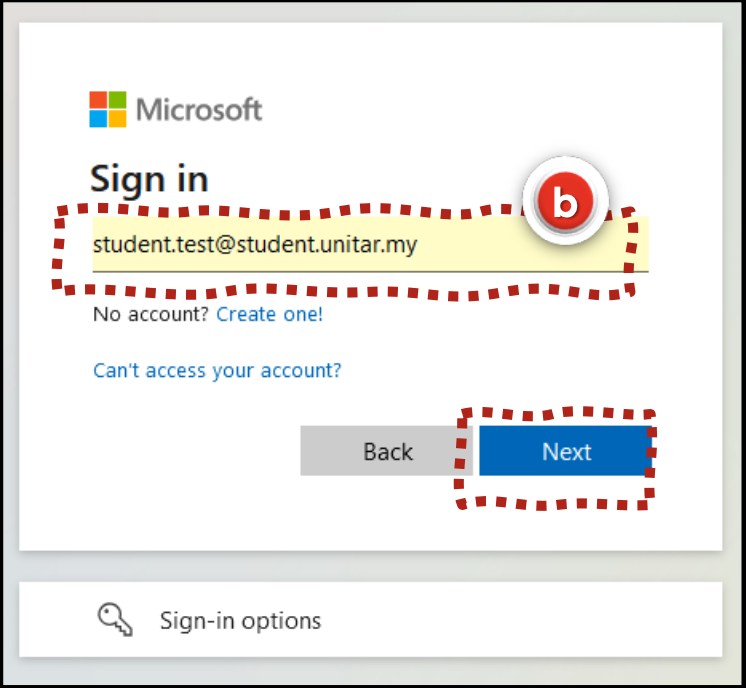 Microsoft
Sign in
b
student.test@student.unitar.my
No account? Create one!
Can't access your account?
Back
Next
Sign-in options